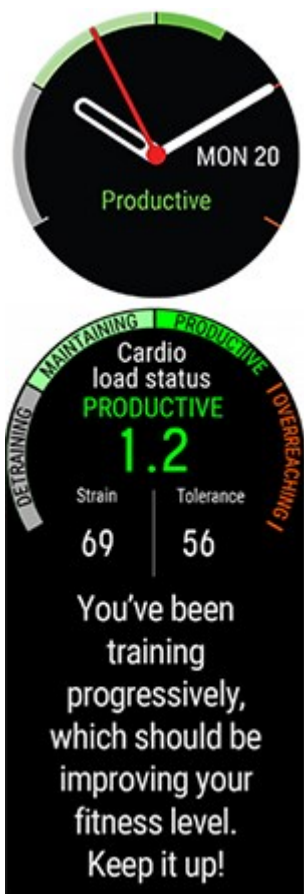 MON 20
Productive
DETRAINING
MAINTAINING
PRODUCTIVE
OVERREACHING
Cardio
load status
PRODUCTIVE
1.2
Strain
Tolerance
69
56
You've been
training
progressively,
which should be
improving your
fitness level.
Keep it up!